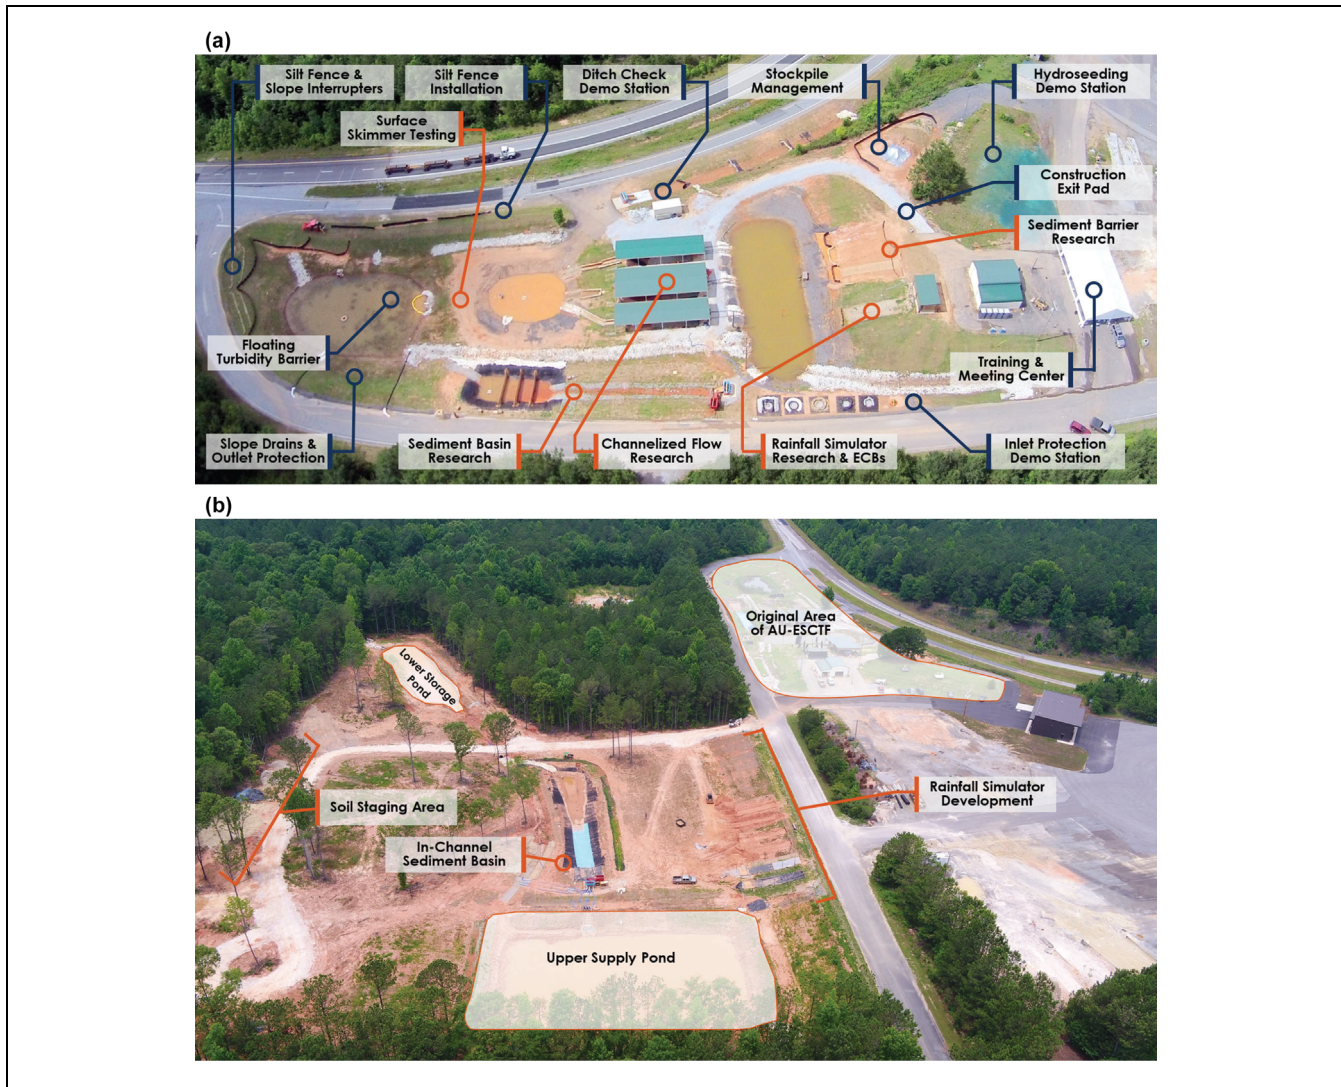 (a)
Silt Fence &
Slope Interrupters
Silt Fence
Installation
Ditch Check
Demo Station
Stockpile
Management
Hydroseeding
Demo Station
Surface
Skimmer Testing
Construction
Exit Pad
Sediment Barrier
Research
Floating
Turbidity Barrier
Training &
Meeting Center
Slope Drains &
Outlet Protection
Sediment Basin
Research
Channelized Flow
Research
Rainfall Simulator
Research & ECBs
Inlet Protection
Demo Station
(b)
Original Area
of AU-ESCTF
Lower Storage
Pond
Soil Staging Area
Rainfall Simulator
Development
In-Channel
Sediment Basin
Upper Supply Pond